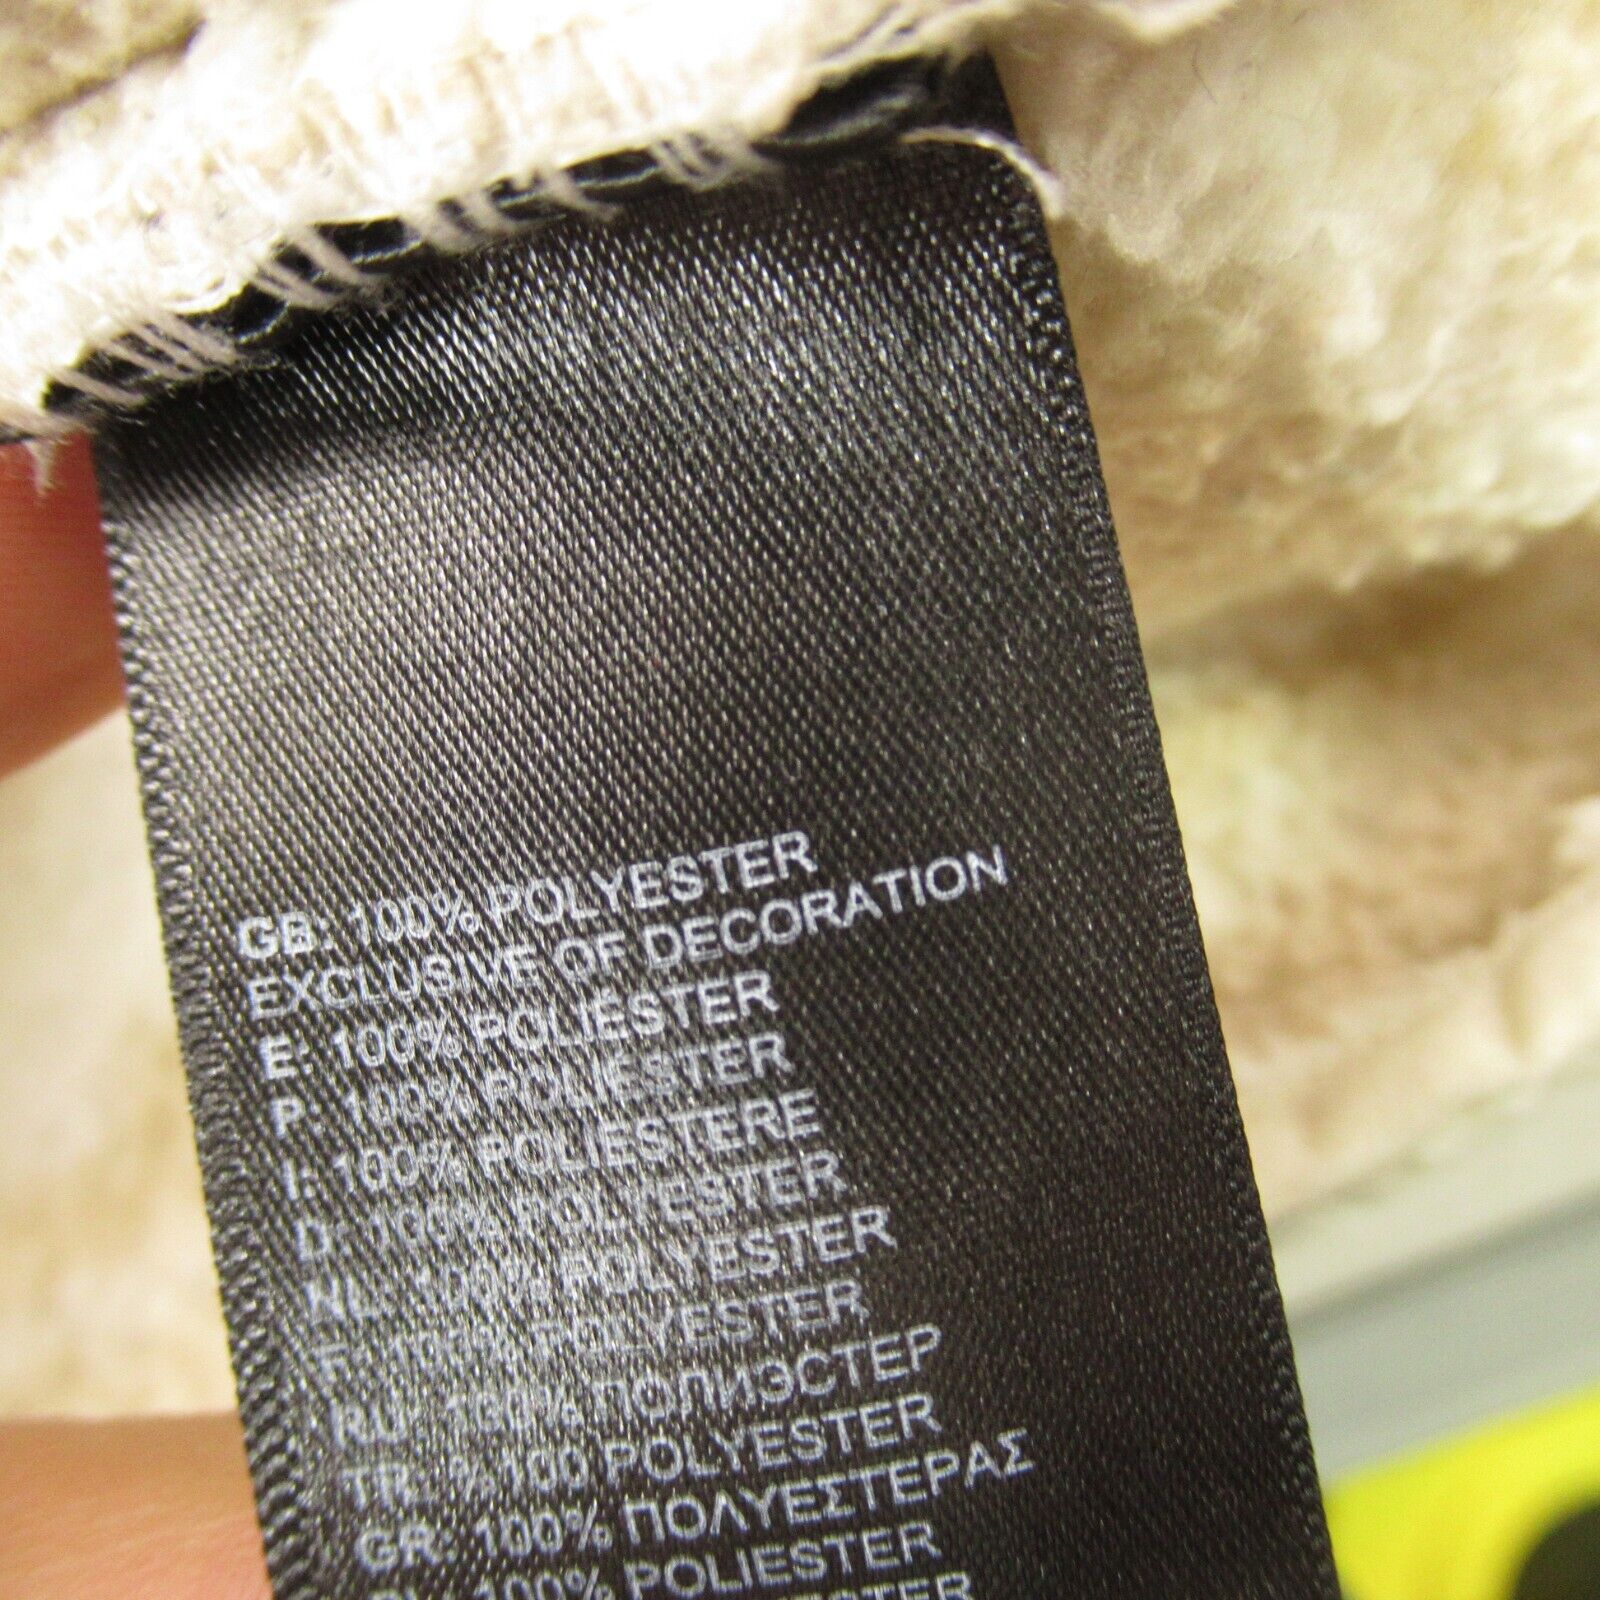 GB: 100% POLYESTER
EXCLUSIVE OF DECORATION
E: 100% POLIÉSTER
P: 100% POLIÉSTER
I: 100% POLIESTERE
D: 100% POLYESTER
NL: 100% POLYESTER
F: 100% POLYESTER
RU: 100% ПОЛИЭСТЕР
TR: %100 POLYESTER
GR: 100% ΠΟΛΥΕΣΤΕΡΑΣ
100% POLIESTER